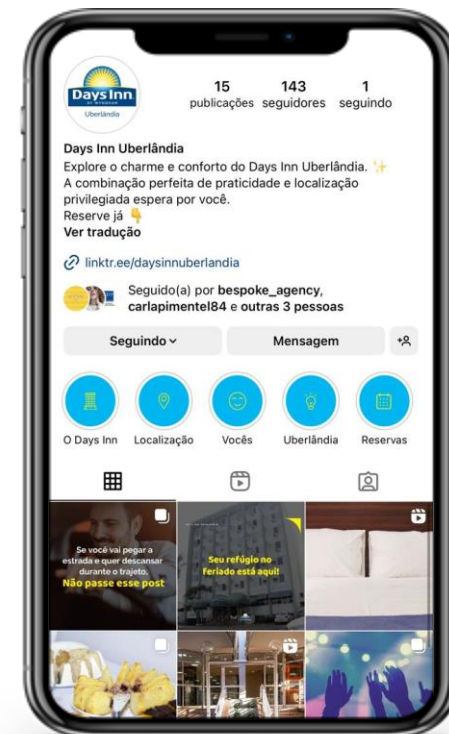 Days Inn
BY WYNDHAM
Uberlândia
15 143 1
publicações seguidores seguindo
Days Inn Uberlândia
Explore o charme e conforto do Days Inn Uberlândia. ✨
A combinação perfeita de praticidade e localização
privilegiada espera por você.
Reserve já 👇
Ver tradução
linktr.ee/daysinnuberlandia
Seguido(a) por bespoke_agency,
carlapimentel84 e outras 3 pessoas
Seguindo Mensagem
O Days Inn Localização Vocês Uberlândia Reservas
Se você vai pegar a
estrada e quer descansar
durante o trajeto.
Não passe esse post
Seu refúgio no
feriado está aqui!